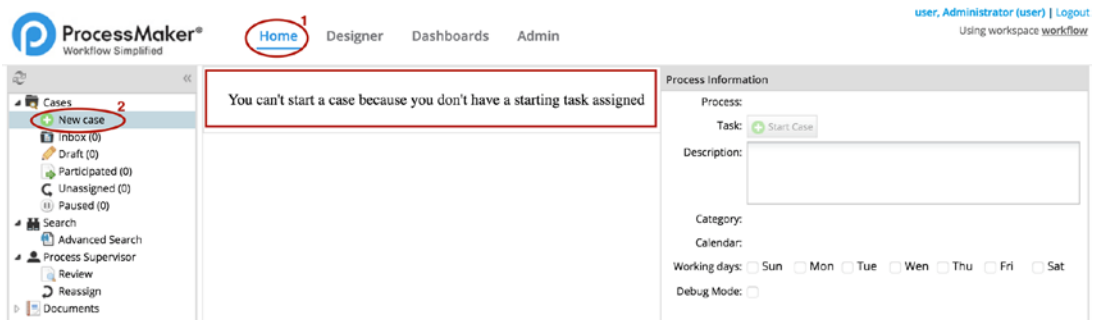 user, Administrator (user) | Logout
Using workspace workflow
ProcessMaker®
Workflow Simplified
1
Home Designer Dashboards Admin
Cases
2
New case
Inbox (0)
Draft (0)
Participated (0)
Unassigned (0)
Paused (0)
Search
Advanced Search
Process Supervisor
Review
Reassign
Documents
You can't start a case because you don't have a starting task assigned
Process Information
Process:
Task: Start Case
Description:
Category:
Calendar:
Working days: Sun Mon Tue Wen Thu Fri Sat
Debug Mode: